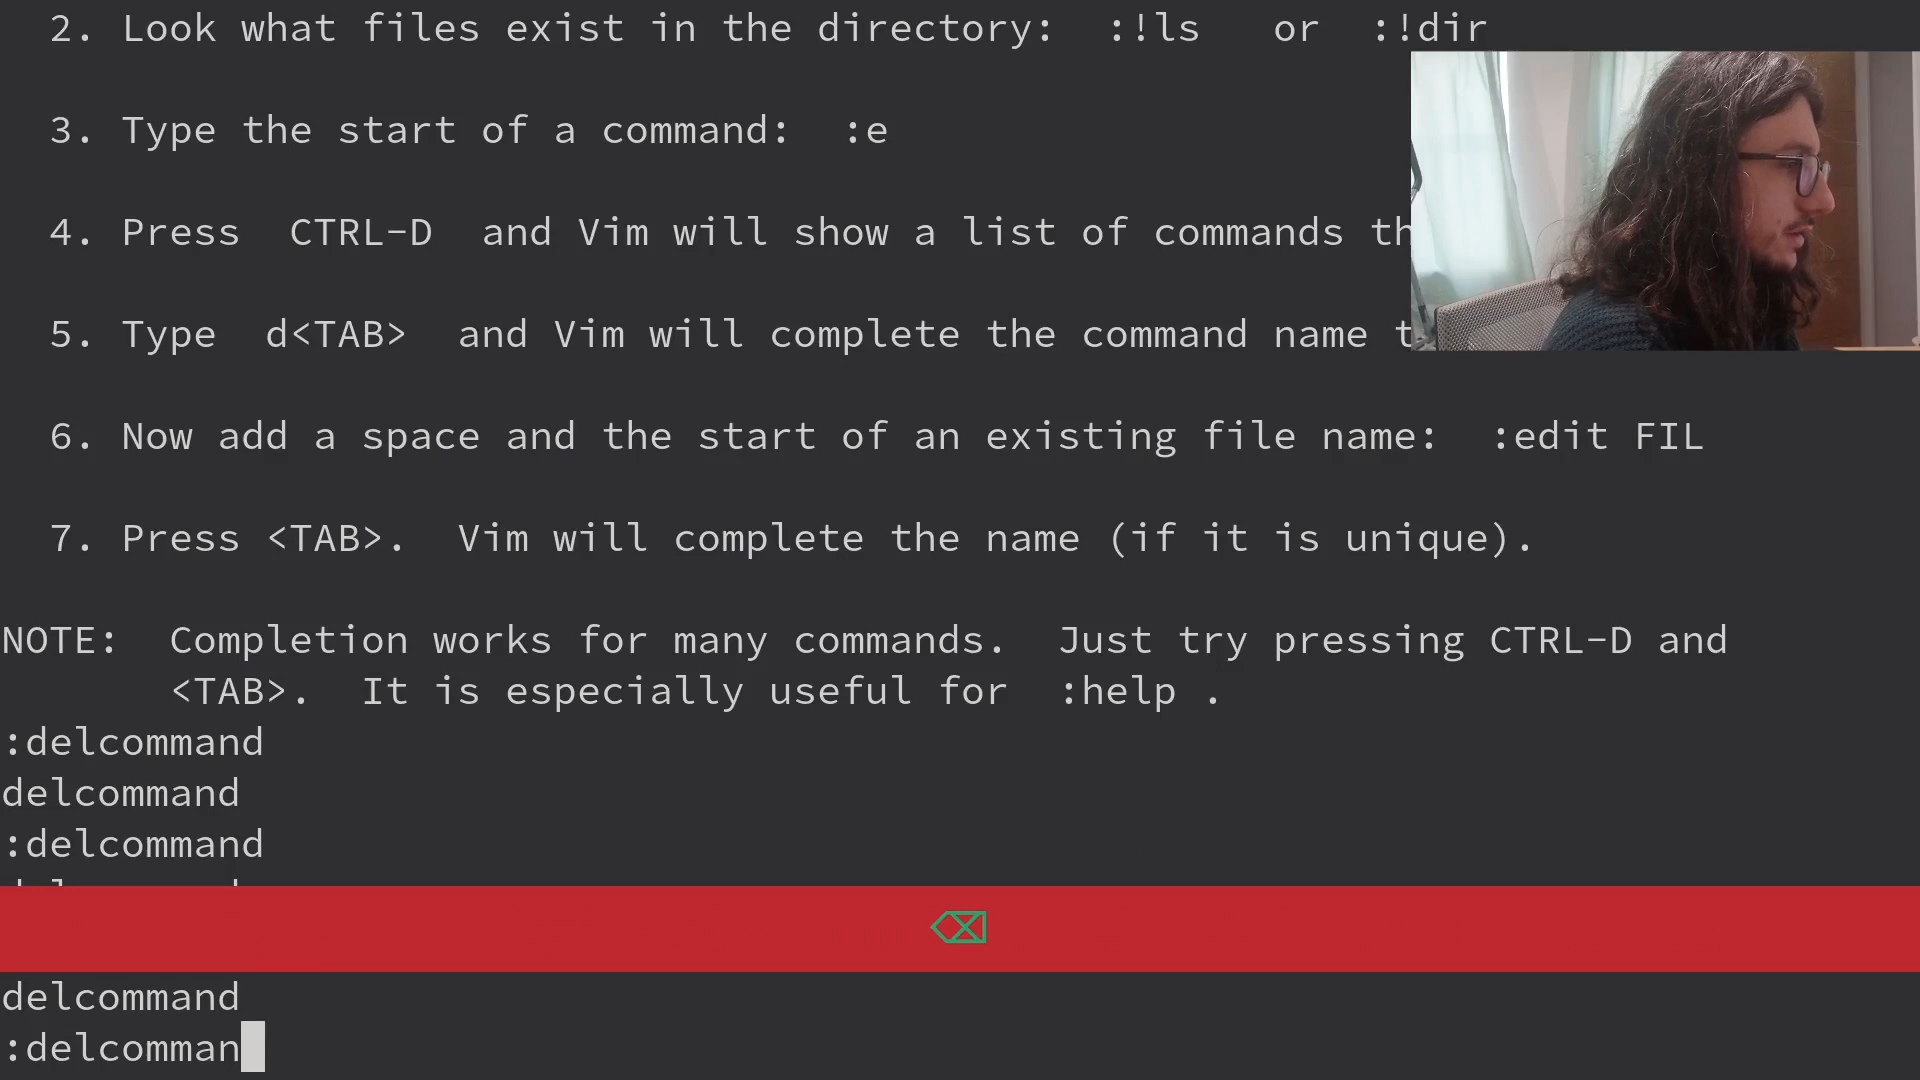 2. Look what files exist in the directory:  :!ls   or  :!dir
3. Type the start of a command:  :e
4. Press  CTRL-D  and Vim will show a list of commands th
5. Type  d<TAB>  and Vim will complete the command name t
6. Now add a space and the start of an existing file name:  :edit FIL
7. Press <TAB>.  Vim will complete the name (if it is unique).
NOTE:  Completion works for many commands.  Just try pressing CTRL-D and
<TAB>.  It is especially useful for  :help .
:delcommand
delcommand
:delcommand
delcommand
:delcomman